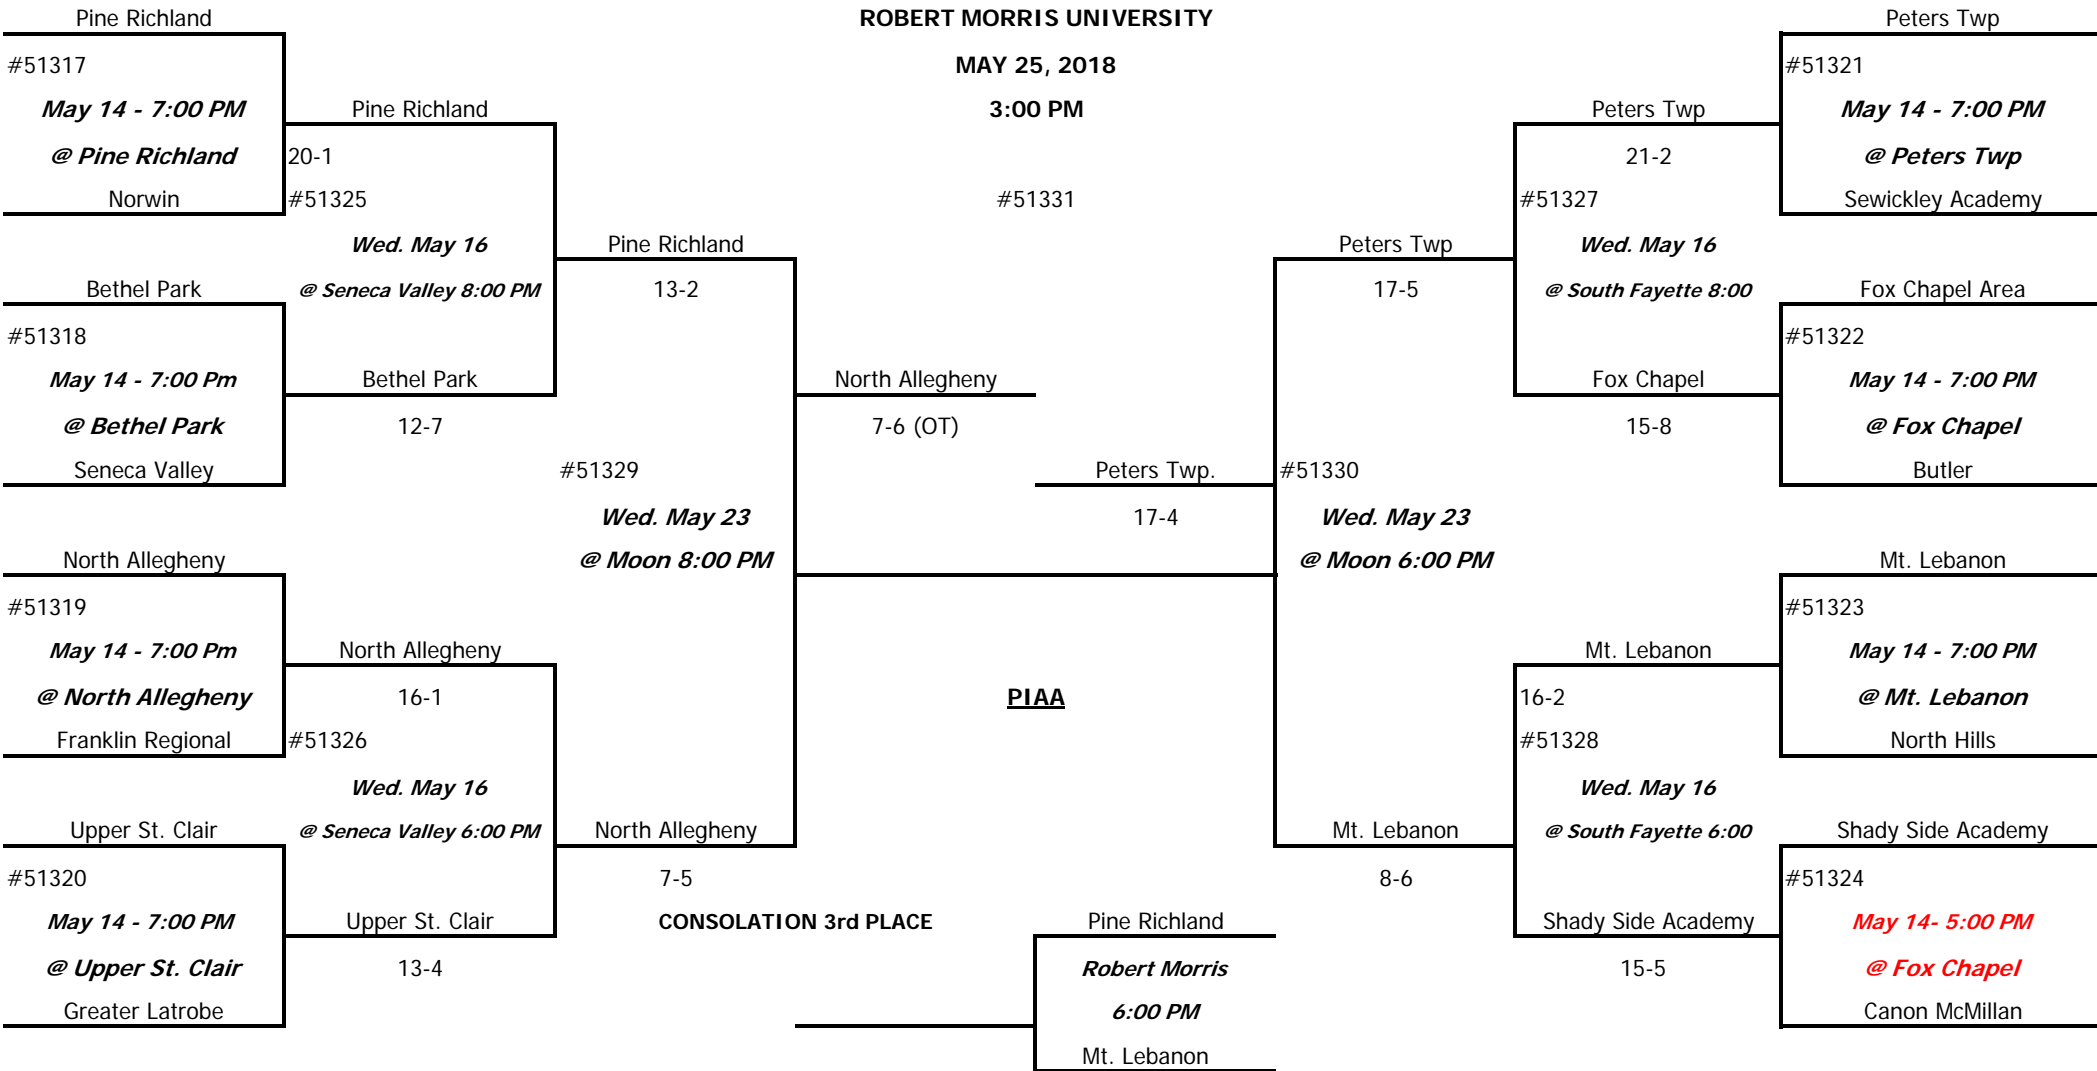 Pine Richland
ROBERT MORRIS UNIVERSITY
Peters Twp
#51317
MAY 25, 2018
#51321
May 14 - 7:00 PM
Pine Richland
3:00 PM
Peters Twp
May 14 - 7:00 PM
@ Pine Richland
20-1
21-2
@ Peters Twp
Norwin
#51325
#51331
#51327
Sewickley Academy
Wed. May 16
Pine Richland
Peters Twp
Wed. May 16
Bethel Park
@ Seneca Valley 8:00 PM
13-2
17-5
@ South Fayette 8:00
Fox Chapel Area
#51318
#51322
May 14 - 7:00 Pm
Bethel Park
North Allegheny
Fox Chapel
May 14 - 7:00 PM
@ Bethel Park
12-7
7-6 (OT)
15-8
@ Fox Chapel
Seneca Valley
#51329
Peters Twp.
#51330
Butler
Wed. May 23
17-4
Wed. May 23
North Allegheny
@ Moon 8:00 PM
@ Moon 6:00 PM
Mt. Lebanon
#51319
#51323
May 14 - 7:00 Pm
North Allegheny
Mt. Lebanon
May 14 - 7:00 PM
@ North Allegheny
16-1
PIAA
16-2
@ Mt. Lebanon
Franklin Regional
#51326
#51328
North Hills
Wed. May 16
Wed. May 16
Upper St. Clair
@ Seneca Valley 6:00 PM
North Allegheny
Mt. Lebanon
@ South Fayette 6:00
Shady Side Academy
#51320
7-5
8-6
#51324
May 14 - 7:00 PM
Upper St. Clair
CONSOLATION 3rd PLACE
Pine Richland
Shady Side Academy
May 14- 5:00 PM
@ Upper St. Clair
13-4
Robert Morris
15-5
@ Fox Chapel
Greater Latrobe
6:00 PM
Canon McMillan
Mt. Lebanon